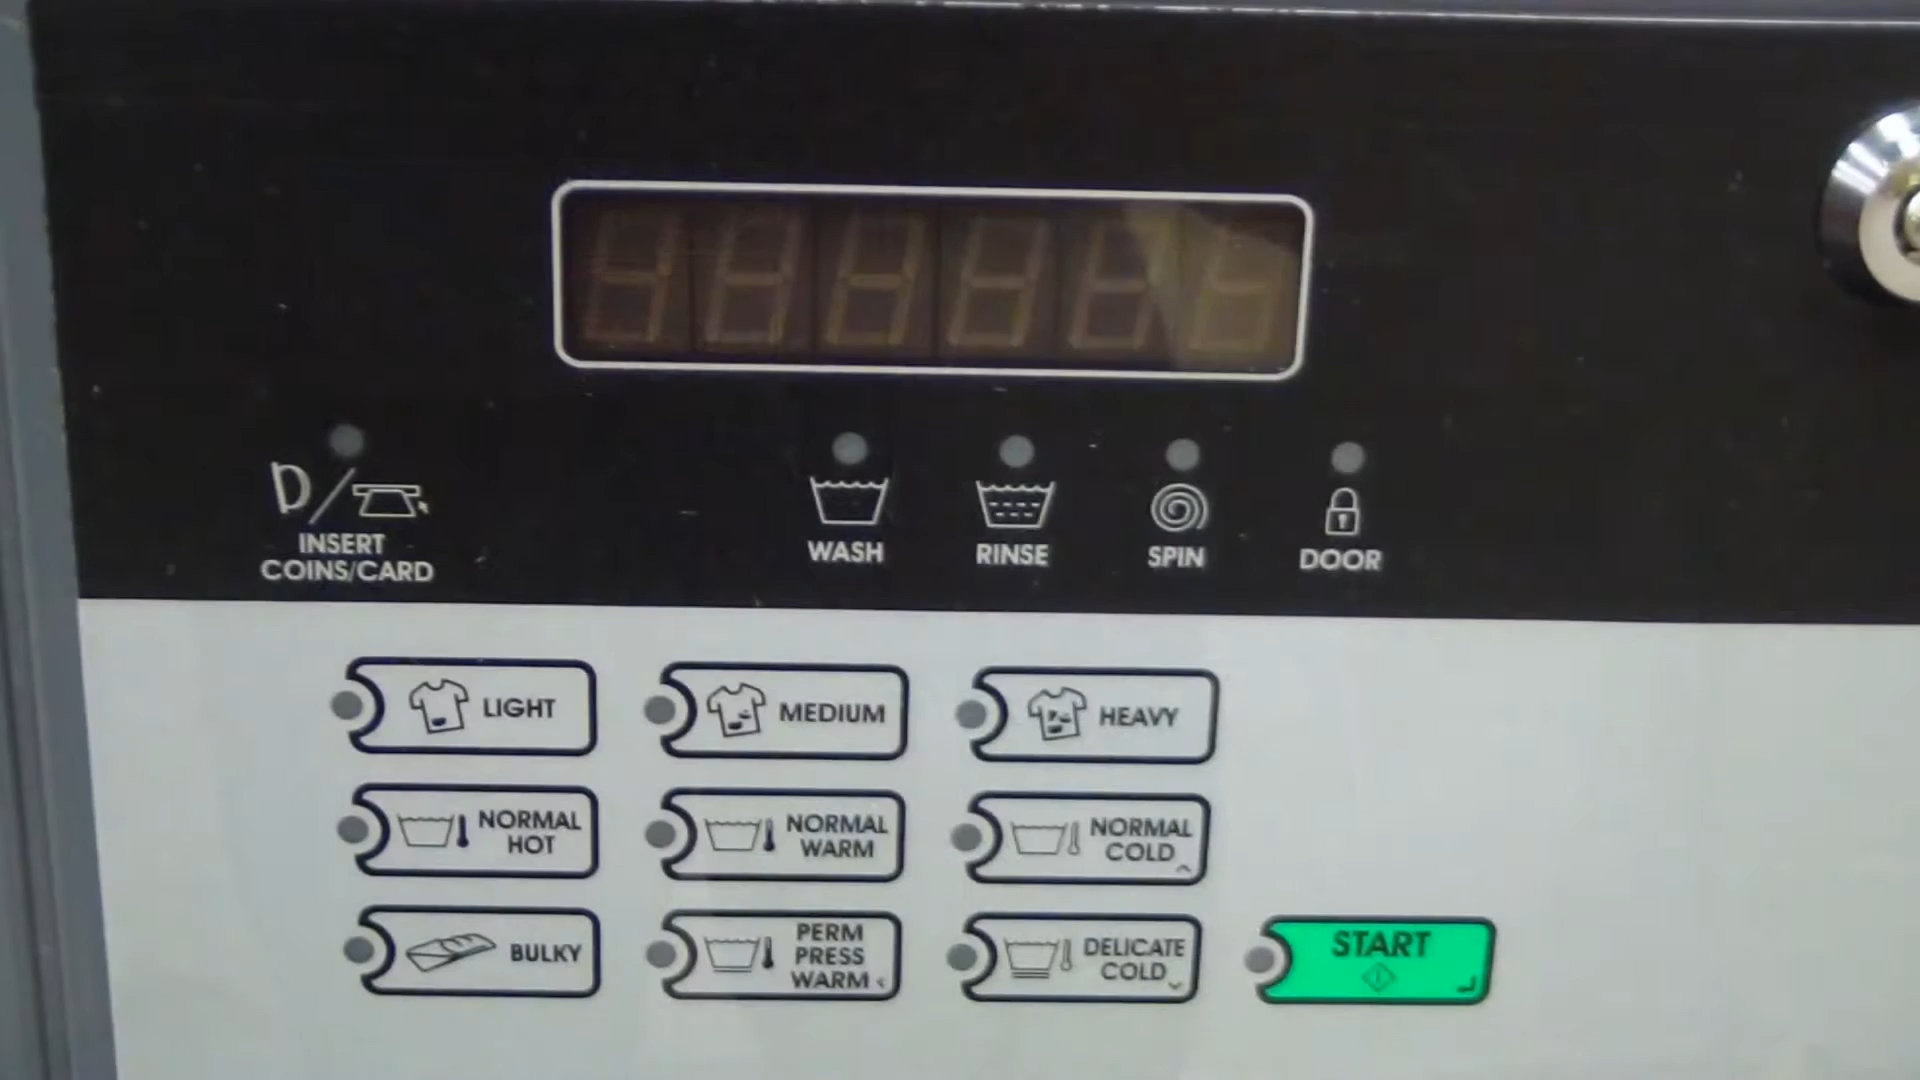 INSERT
COINS/CARD
WASH
RINSE
SPIN
DOOR
LIGHT
MEDIUM
HEAVY
NORMAL
HOT
NORMAL
WARM
NORMAL
COLD
BULKY
PERM
PRESS
WARM
DELICATE
COLD
START